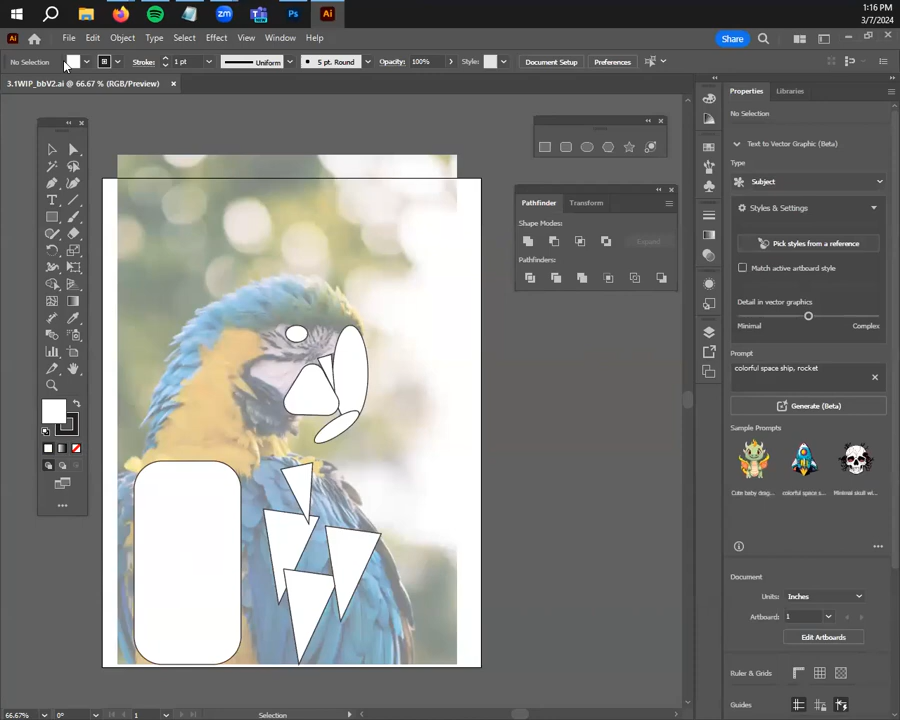 1:16 PM
3/7/2024
Ai
File Edit Object Type Select Effect View Window Help
Share
No Selection
Stroke: 1 pt
Uniform
5 pt. Round
Opacity: 100%
Style:
Document Setup
Preferences
3.1WIP_bbV2.ai @ 66.67 % (RGB/Preview)
Properties Libraries
No Selection
Text to Vector Graphic (Beta)
Type
Subject
Styles & Settings
Pick styles from a reference
Match active artboard style
Detail in vector graphics
Minimal Complex
Prompt
colorful space ship, rocket
Generate (Beta)
Sample Prompts
Cute baby drag...
colorful space s...
Minimal skull wi...
Document
Units: Inches
Artboard: 1
Edit Artboards
Ruler & Grids
Guides
Pathfinder Transform
Shape Modes:
Expand
Pathfinders:
66.67% 0° 1 Selection